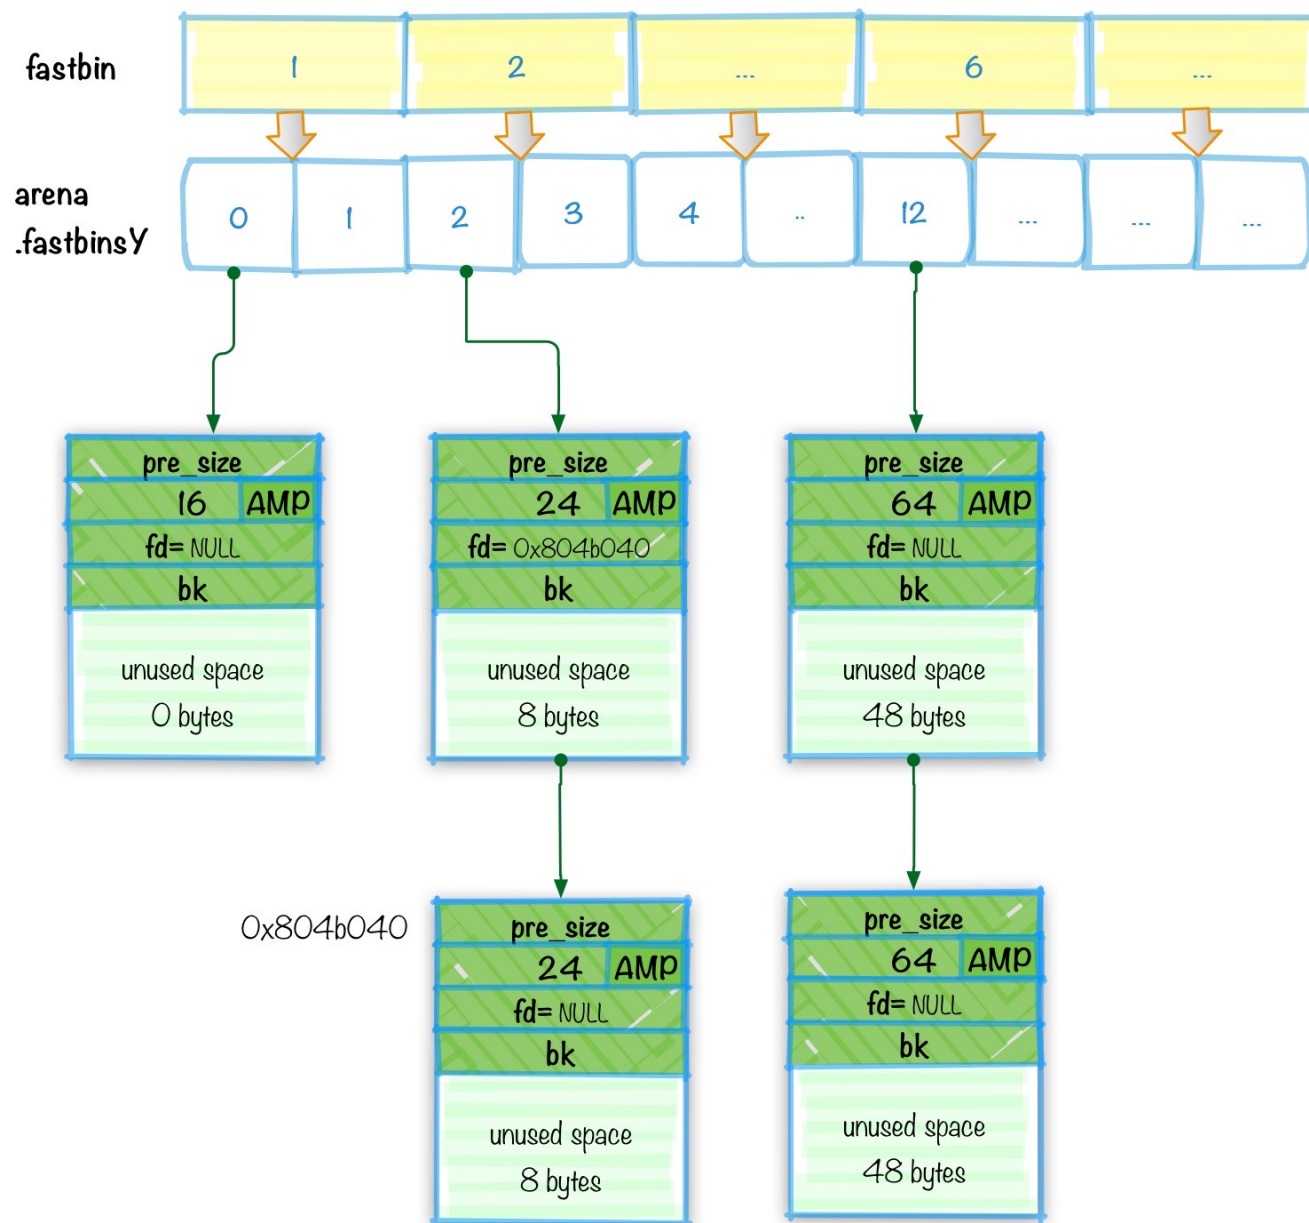 fastbin
1 2 ... 6 ...
arena
.fastbinsY
0 1 2 3 4 .. 12 ... ... ...
pre_size
16 AMP
fd= NULL
bk
unused space
0 bytes
pre_size
24 AMP
fd= 0x804b040
bk
unused space
8 bytes
pre_size
64 AMP
fd= NULL
bk
unused space
48 bytes
0x804b040
pre_size
24 AMP
fd= NULL
bk
unused space
8 bytes
pre_size
64 AMP
fd= NULL
bk
unused space
48 bytes